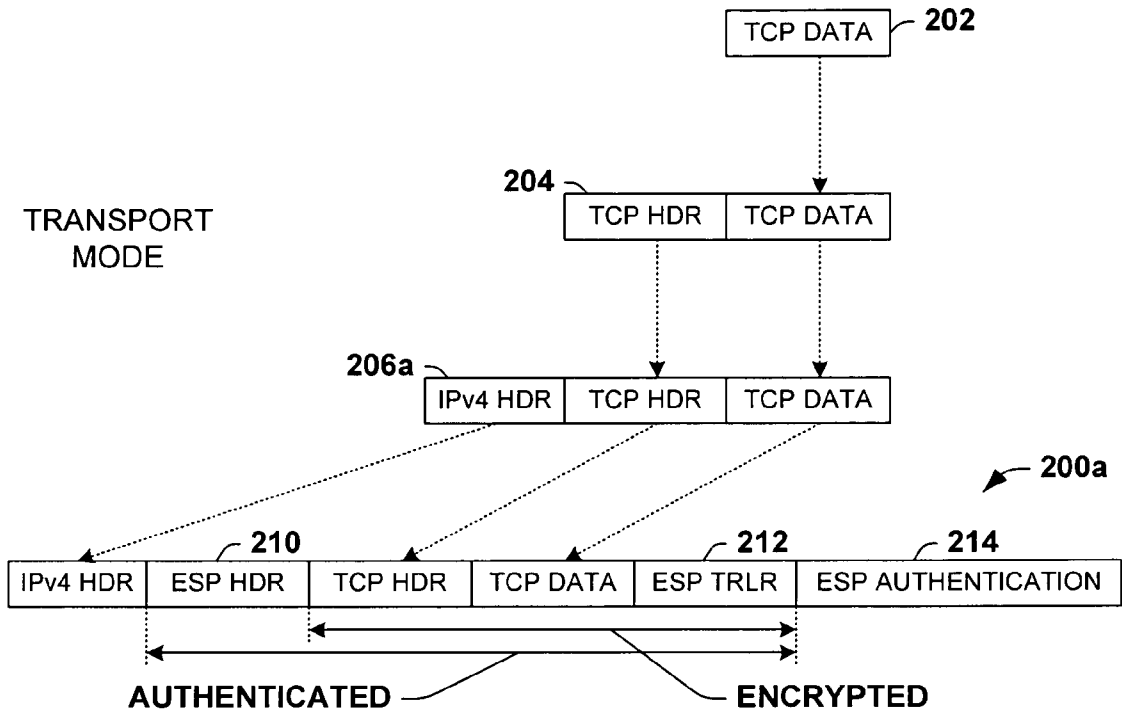 TCP DATA 202
204
TCP HDR TCP DATA
TRANSPORT
MODE
206a
IPv4 HDR TCP HDR TCP DATA
200a
210 212 214
IPv4 HDR ESP HDR TCP HDR TCP DATA ESP TRLR ESP AUTHENTICATION
AUTHENTICATED ENCRYPTED